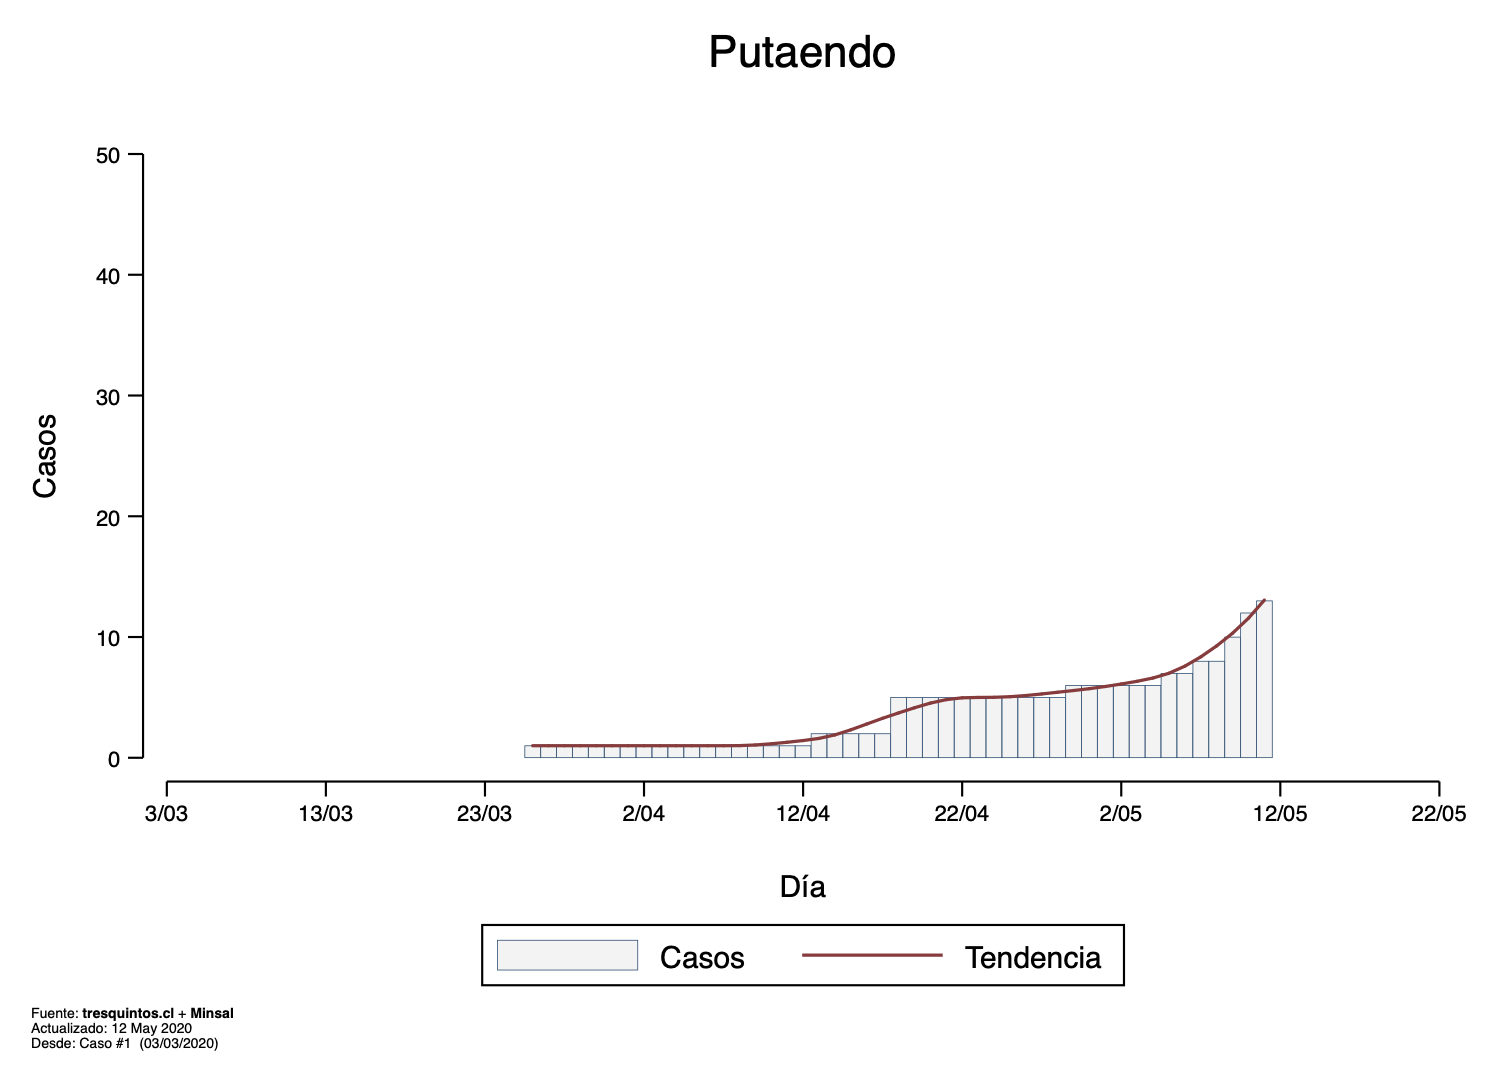 Putaendo
50
40
30
20
10
0
Casos
3/03 13/03 23/03 2/04 12/04 22/04 2/05 12/05 22/05
Día
Casos Tendencia
Fuente: tresquintos.cl + Minsal
Actualizado: 12 May 2020
Desde: Caso #1 (03/03/2020)